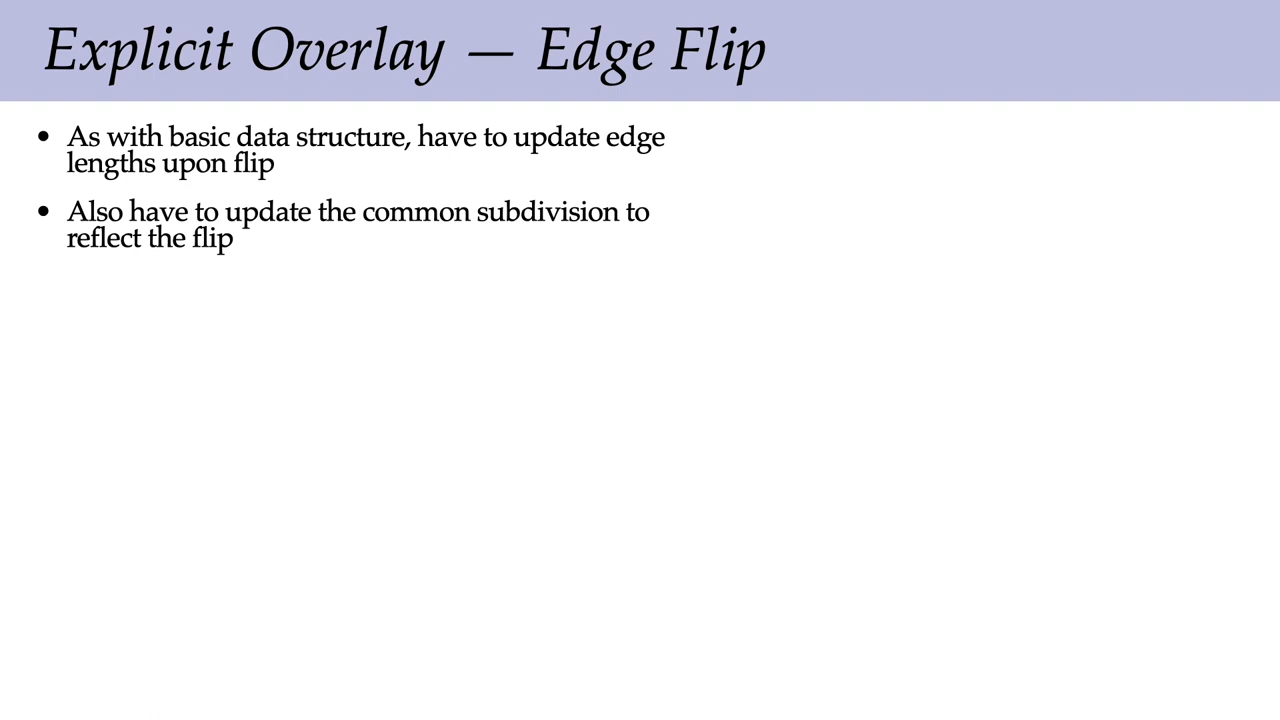 Explicit Overlay — Edge Flip
• As with basic data structure, have to update edge
lengths upon flip
• Also have to update the common subdivision to
reflect the flip